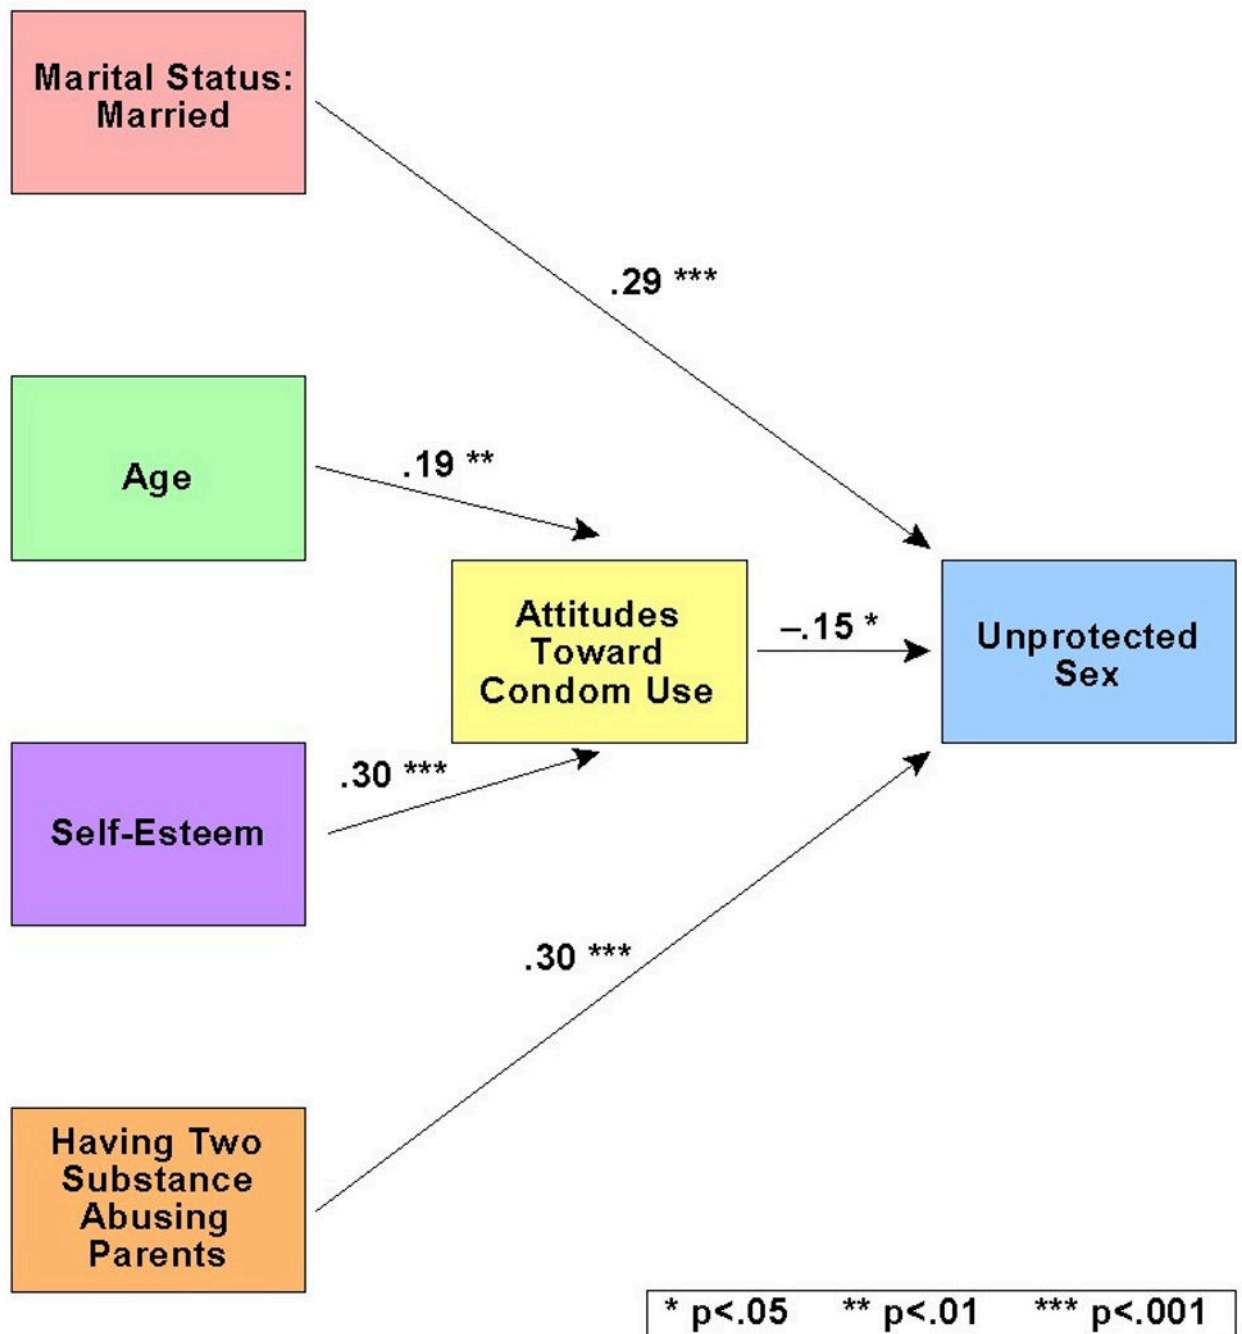 Marital Status:
Married
.29 ***
Age
.19 **
Attitudes
Toward
Condom Use
–.15 *
Unprotected
Sex
Self-Esteem
.30 ***
.30 ***
Having Two
Substance
Abusing
Parents
* p<.05 ** p<.01 *** p<.001